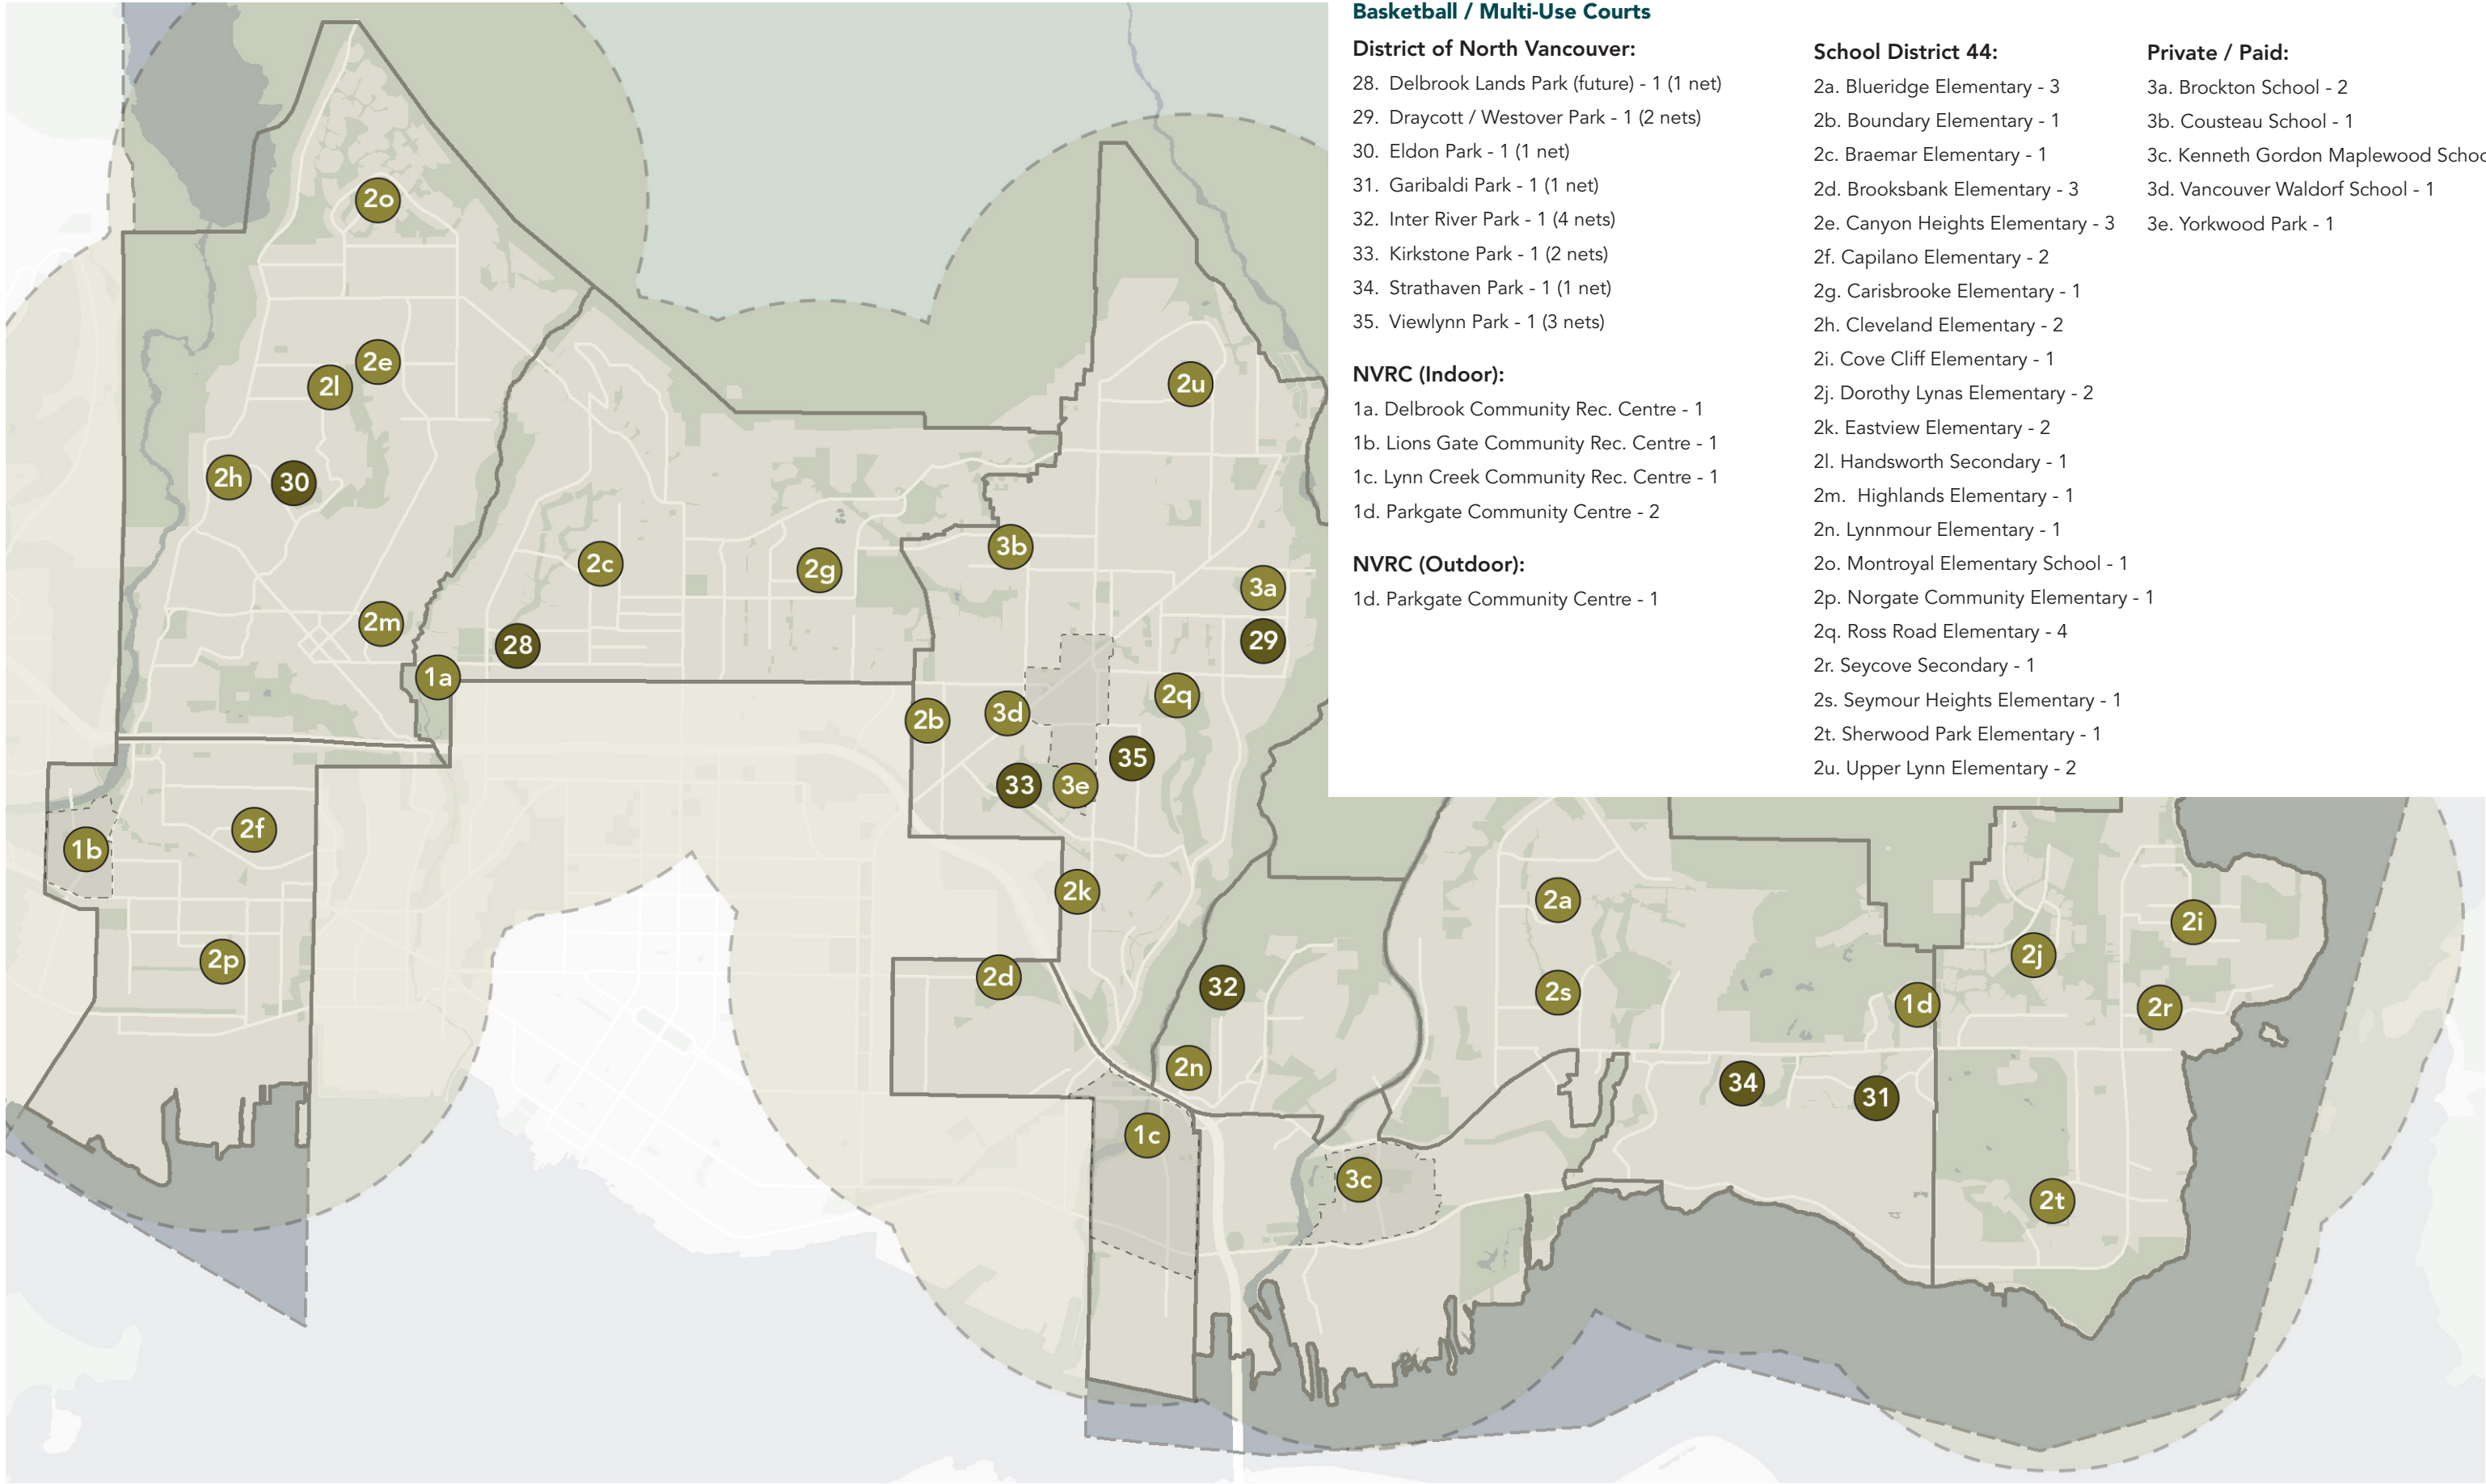 Basketball / Multi-Use Courts
District of North Vancouver:
28. Delbrook Lands Park (future) - 1 (1 net)
29. Draycott / Westover Park - 1 (2 nets)
30. Eldon Park - 1 (1 net)
31. Garibaldi Park - 1 (1 net)
32. Inter River Park - 1 (4 nets)
33. Kirkstone Park - 1 (2 nets)
34. Strathaven Park - 1 (1 net)
35. Viewlynn Park - 1 (3 nets)
NVRC (Indoor):
1a. Delbrook Community Rec. Centre - 1
1b. Lions Gate Community Rec. Centre - 1
1c. Lynn Creek Community Rec. Centre - 1
1d. Parkgate Community Centre - 2
NVRC (Outdoor):
1d. Parkgate Community Centre - 1
School District 44:
2a. Blueridge Elementary - 3
2b. Boundary Elementary - 1
2c. Braemar Elementary - 1
2d. Brooksbank Elementary - 3
2e. Canyon Heights Elementary - 3
2f. Capilano Elementary - 2
2g. Carisbrooke Elementary - 1
2h. Cleveland Elementary - 2
2i. Cove Cliff Elementary - 1
2j. Dorothy Lynas Elementary - 2
2k. Eastview Elementary - 2
2l. Handsworth Secondary - 1
2m. Highlands Elementary - 1
2n. Lynnmour Elementary - 1
2o. Montroyal Elementary School - 1
2p. Norgate Community Elementary - 1
2q. Ross Road Elementary - 4
2r. Seycove Secondary - 1
2s. Seymour Heights Elementary - 1
2t. Sherwood Park Elementary - 1
2u. Upper Lynn Elementary - 2
Private / Paid:
3a. Brockton School - 2
3b. Cousteau School - 1
3c. Kenneth Gordon Maplewood Schoo
3d. Vancouver Waldorf School - 1
3e. Yorkwood Park - 1
2o
2e
2l
2u
2h
30
3b
2c
2g
3a
2m
29
28
1a
2q
3d
2b
35
33
3e
2f
1b
2k
2a
2i
2j
2p
2d
32
2s
1d
2r
2n
34
31
1c
3c
2t